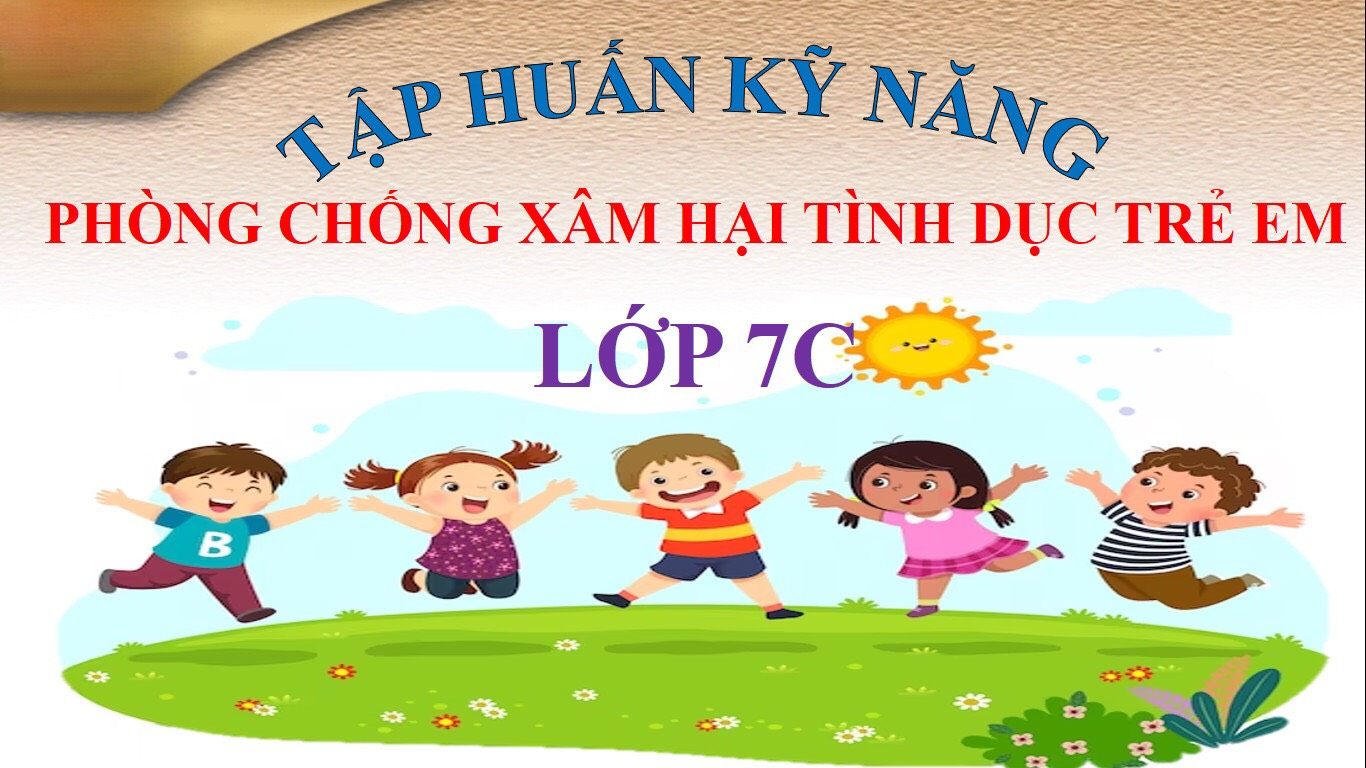 TẬP HUẤN KỸ NĂNG
PHÒNG CHỐNG XÂM HẠI TÌNH DỤC TRẺ EM
LỚP 7C
B